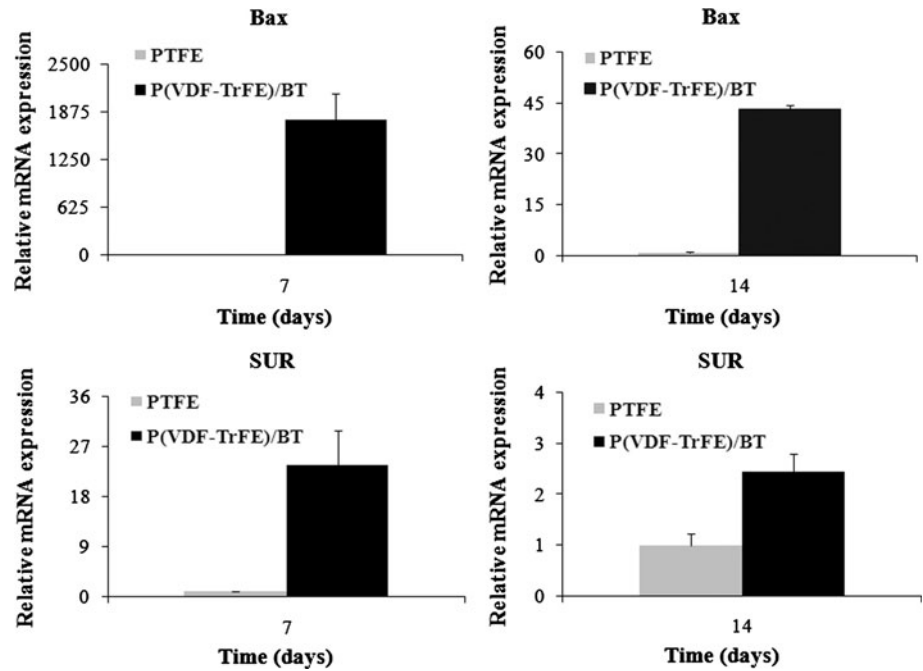 Bax
Relative mRNA expression
2500
1875
1250
625
0
PTFE
P(VDF-TrFE)/BT
7
Time (days)
Bax
Relative mRNA expression
60
45
30
15
0
PTFE
P(VDF-TrFE)/BT
14
Time (days)
SUR
Relative mRNA expression
36
27
18
9
0
PTFE
P(VDF-TrFE)/BT
7
Time (days)
SUR
Relative mRNA expression
4
3
2
1
0
PTFE
P(VDF-TrFE)/BT
14
Time (days)